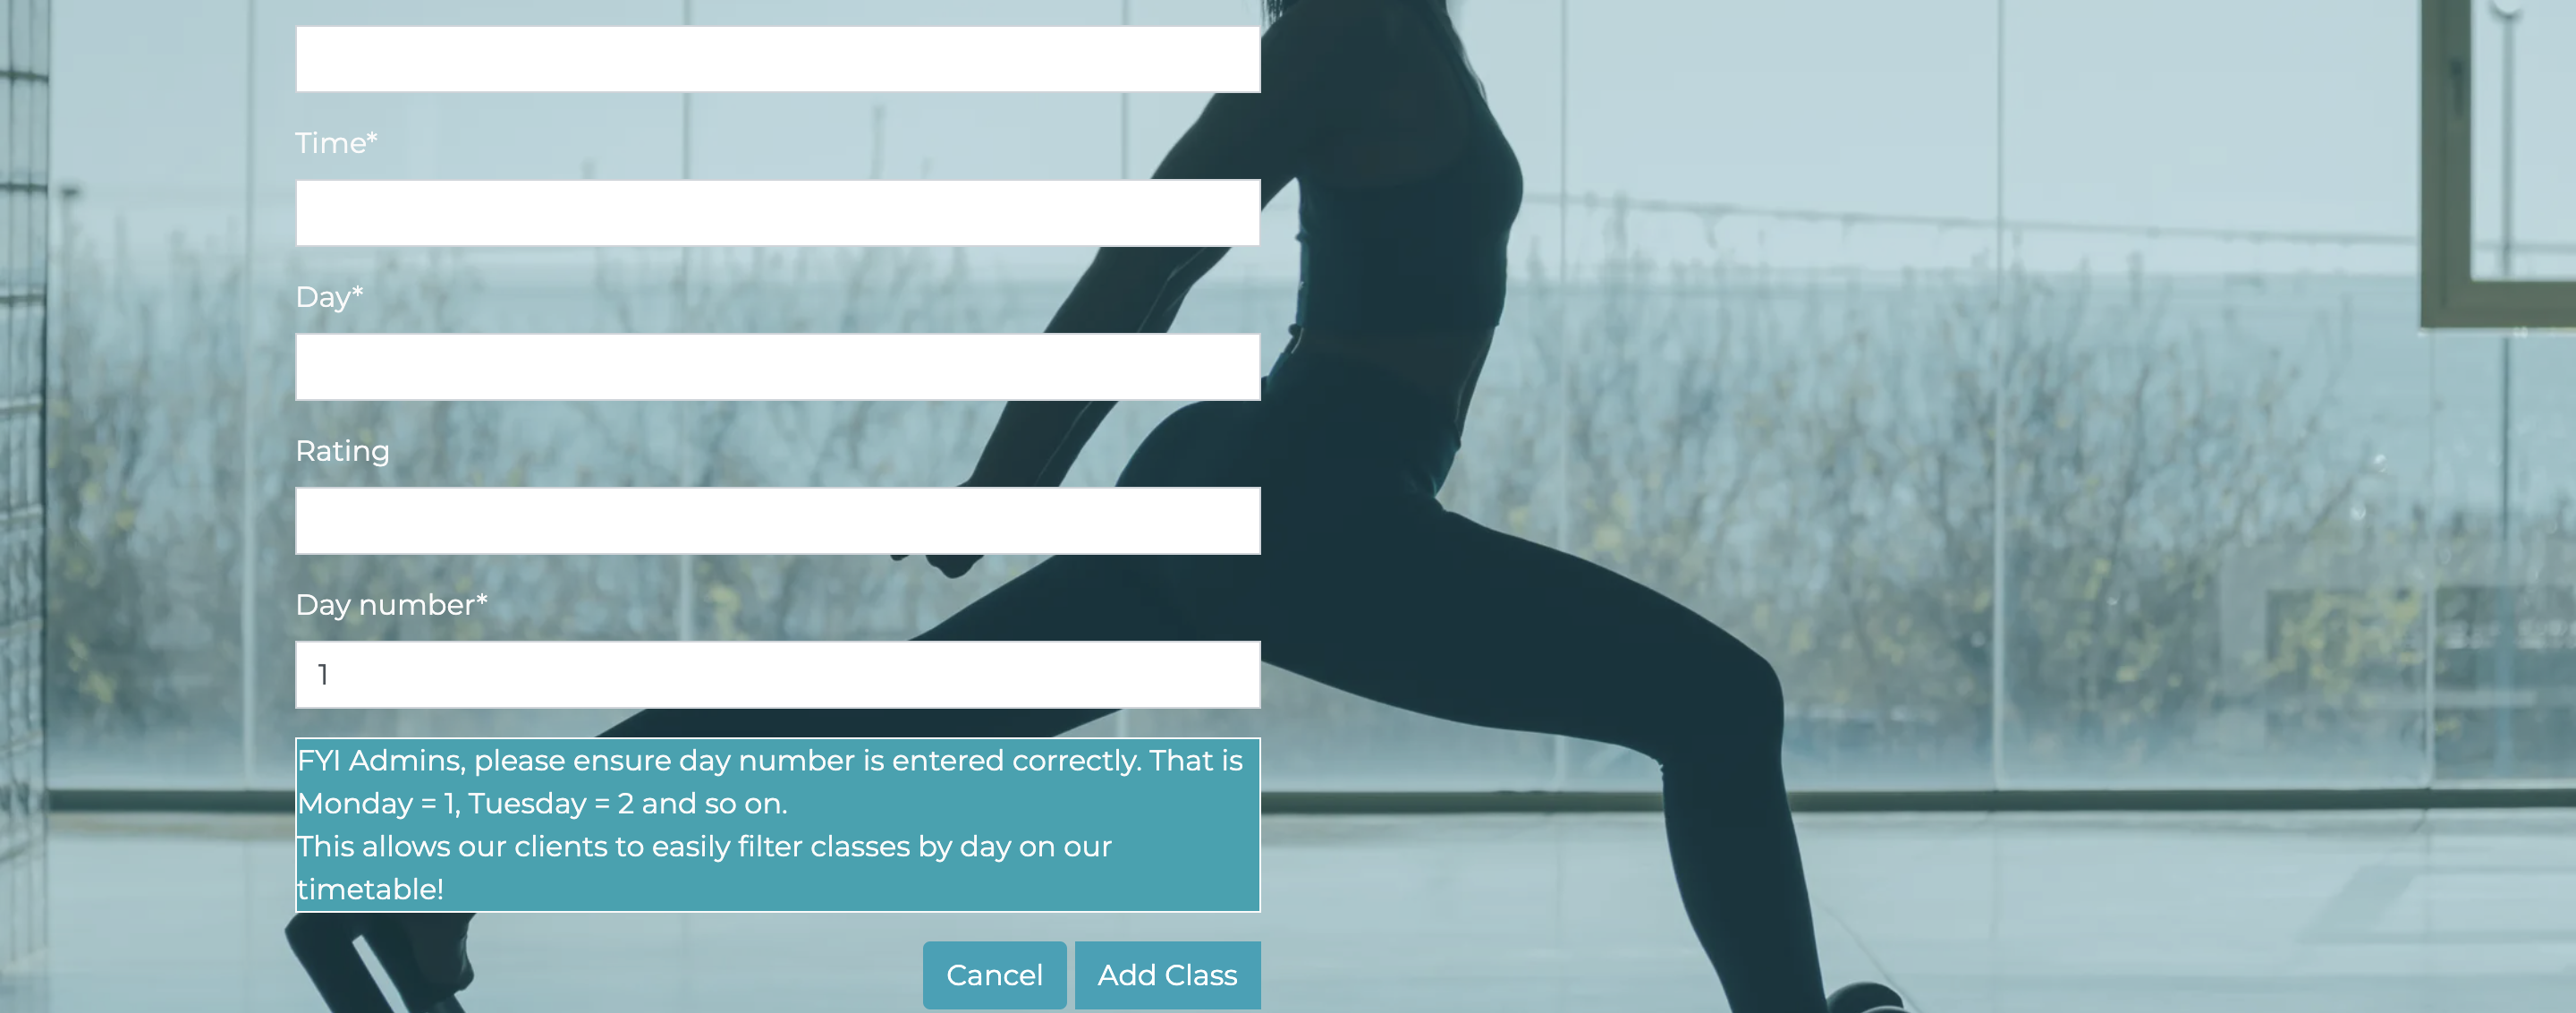 Time*
Day*
Rating
Day number*
1
FYI Admins, please ensure day number is entered correctly. That is
Monday = 1, Tuesday = 2 and so on.
This allows our clients to easily filter classes by day on our
timetable!
Cancel
Add Class